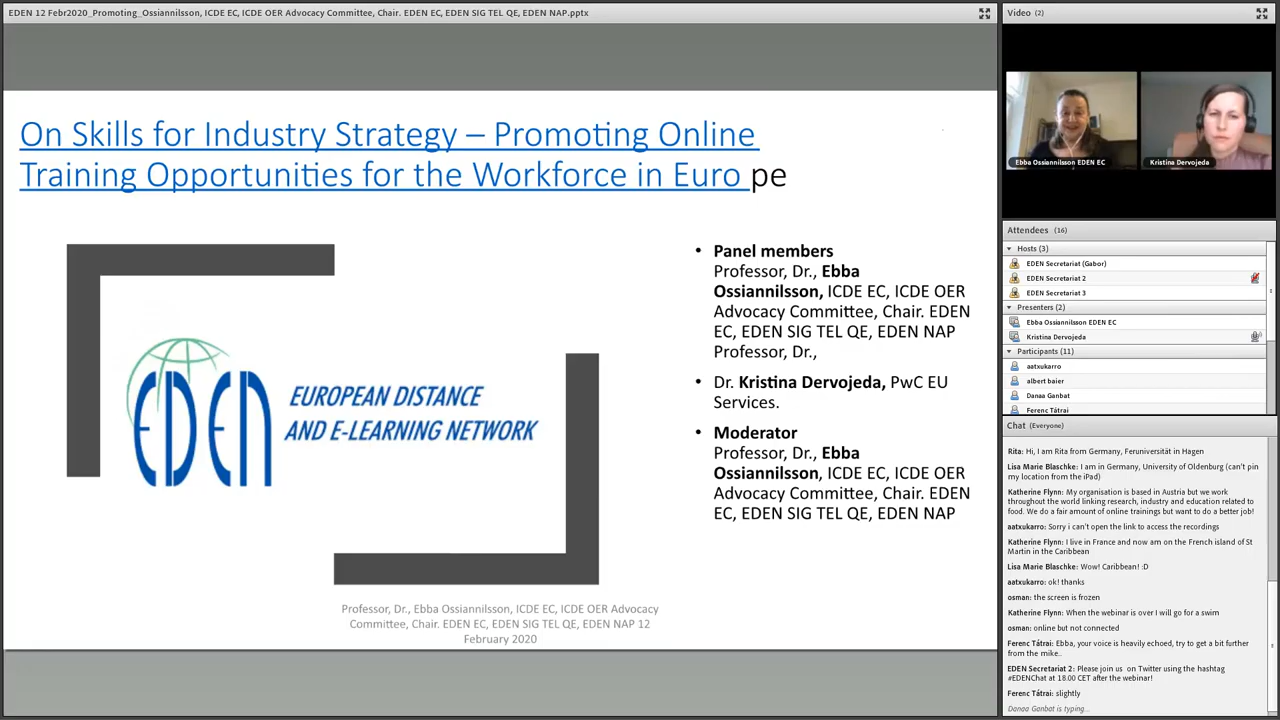 EDEN 12 Febr2020_Promoting_Ossiannilsson, ICDE EC, ICDE OER Advocacy Committee, Chair. EDEN EC, EDEN SIG TEL QE, EDEN NAP.pptx
On Skills for Industry Strategy – Promoting Online
Training Opportunities for the Workforce in Euro pe
EDEN
EUROPEAN DISTANCE
AND E-LEARNING NETWORK
• Panel members
Professor, Dr., Ebba
Ossiannilsson, ICDE EC, ICDE OER
Advocacy Committee, Chair. EDEN
EC, EDEN SIG TEL QE, EDEN NAP
Professor, Dr.,
• Dr. Kristina Dervojeda, PwC EU
Services.
• Moderator
Professor, Dr., Ebba
Ossiannilsson, ICDE EC, ICDE OER
Advocacy Committee, Chair. EDEN
EC, EDEN SIG TEL QE, EDEN NAP
Professor, Dr., Ebba Ossiannilsson, ICDE EC, ICDE OER Advocacy
Committee, Chair. EDEN EC, EDEN SIG TEL QE, EDEN NAP 12
February 2020
Video (2)
Ebba Ossiannilsson EDEN EC
Kristina Dervojeda
Attendees (16)
Hosts (3)
EDEN Secretariat (Gabor)
EDEN Secretariat 2
EDEN Secretariat 3
Presenters (2)
Ebba Ossiannilsson EDEN EC
Kristina Dervojeda
Participants (11)
aatxukarro
albert baier
Danaa Ganbat
Ferenc Tátrai
Chat (Everyone)
Rita: Hi, I am Rita from Germany, Feruniversität in Hagen
Lisa Marie Blaschke: I am in Germany, University of Oldenburg (can't pin
my location from the iPad)
Katherine Flynn: My organisation is based in Austria but we work
throughout the world linking research, industry and education related to
food. We do a fair amount of online trainings but want to do a better job!
aatxukarro: Sorry i can't open the link to access the recordings
Katherine Flynn: I live in France and now am on the French island of St
Martin in the Caribbean
Lisa Marie Blaschke: Wow! Caribbean! :D
aatxukarro: ok! thanks
osman: the screen is frozen
Katherine Flynn: When the webinar is over I will go for a swim
osman: online but not connected
Ferenc Tátrai: Ebba, your voice is heavily echoed, try to get a bit further
from the mike..
EDEN Secretariat 2: Please join us on Twitter using the hashtag
#EDENChat at 18.00 CET after the webinar!
Ferenc Tátrai: slightly
Danaa Ganbat is typing...